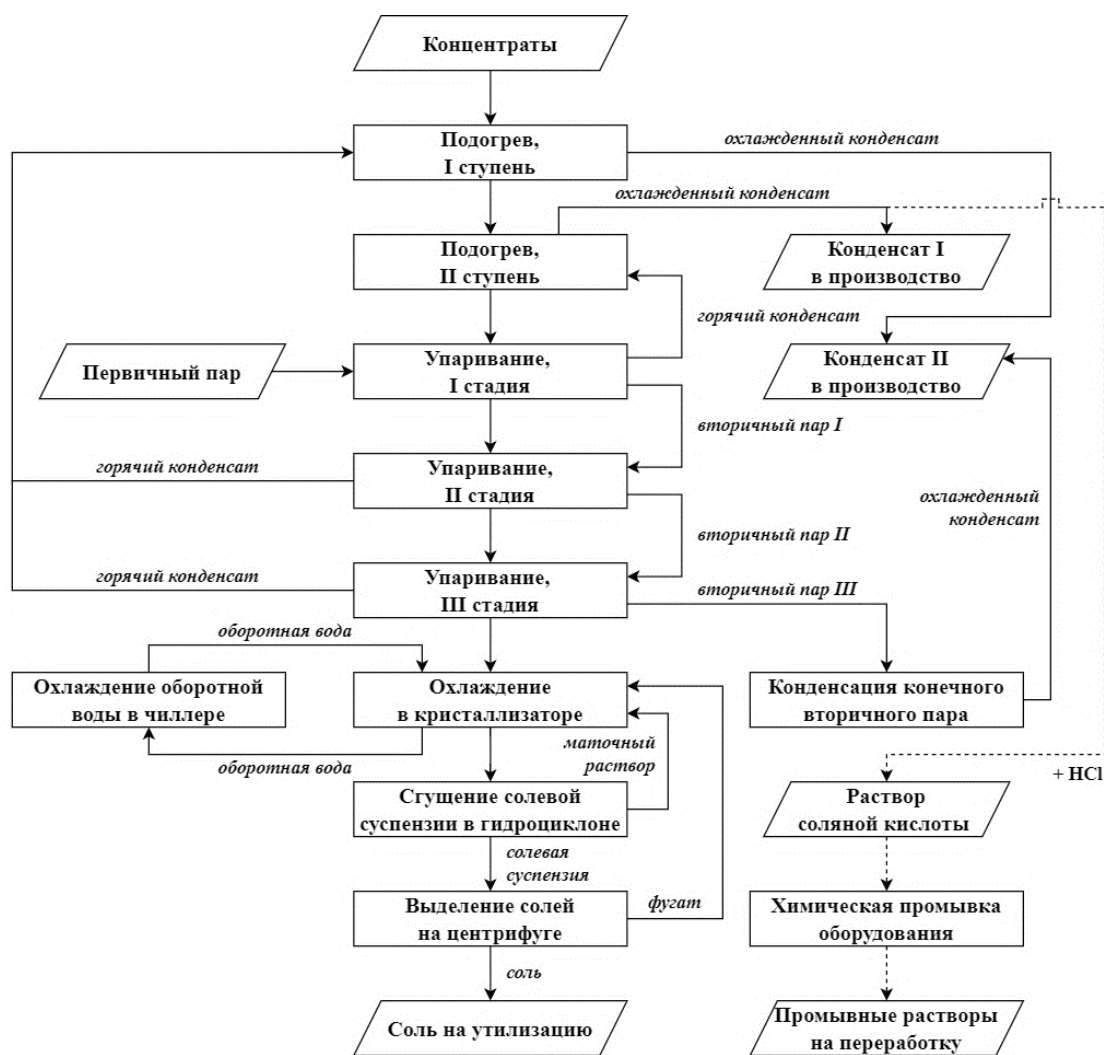 Концентраты
Подогрев,
I ступень
охлажденный конденсат
охлажденный конденсат
Подогрев,
II ступень
Конденсат I
в производство
горячий конденсат
Первичный пар
Упаривание,
I стадия
Конденсат II
в производство
вторичный пар I
горячий конденсат
Упаривание,
II стадия
охлажденный
конденсат
вторичный пар II
горячий конденсат
Упаривание,
III стадия
вторичный пар III
оборотная вода
Охлаждение оборотной
воды в чиллере
Охлаждение
в кристаллизаторе
Конденсация конечного
вторичного пара
оборотная вода
маточный
раствор
+ HCl
Сгущение солевой
суспензии в гидроциклоне
Раствор
соляной кислоты
солевая
суспензия
Выделение солей
на центрифуге
фугат
Химическая промывка
оборудования
соль
Соль на утилизацию
Промывные растворы
на переработку